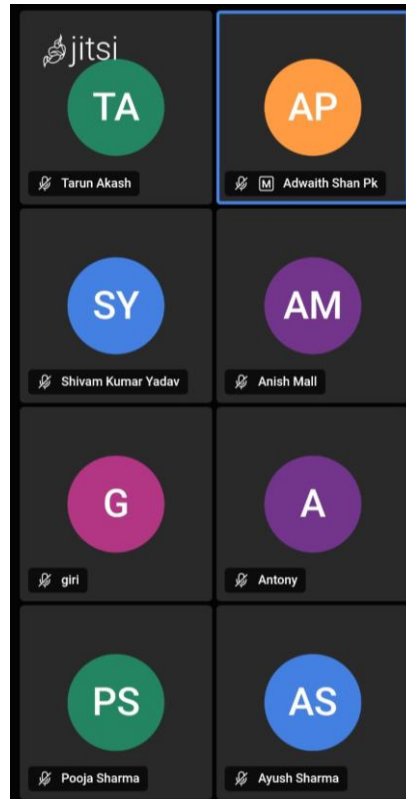 jitsi
TA
Tarun Akash
AP
M Adwaith Shan Pk
SY
Shivam Kumar Yadav
AM
Anish Mall
G
giri
A
Antony
PS
Pooja Sharma
AS
Ayush Sharma